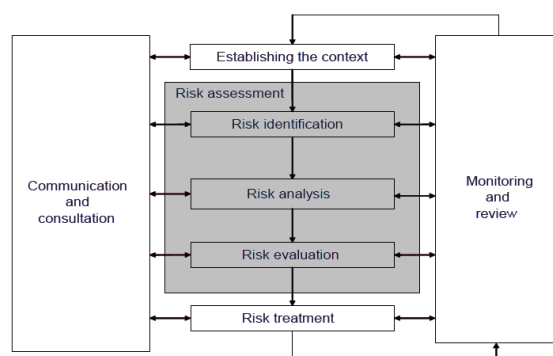 Establishing the context
Risk assessment
Risk identification
Communication
and
consultation
Risk analysis
Monitoring
and
review
Risk evaluation
Risk treatment